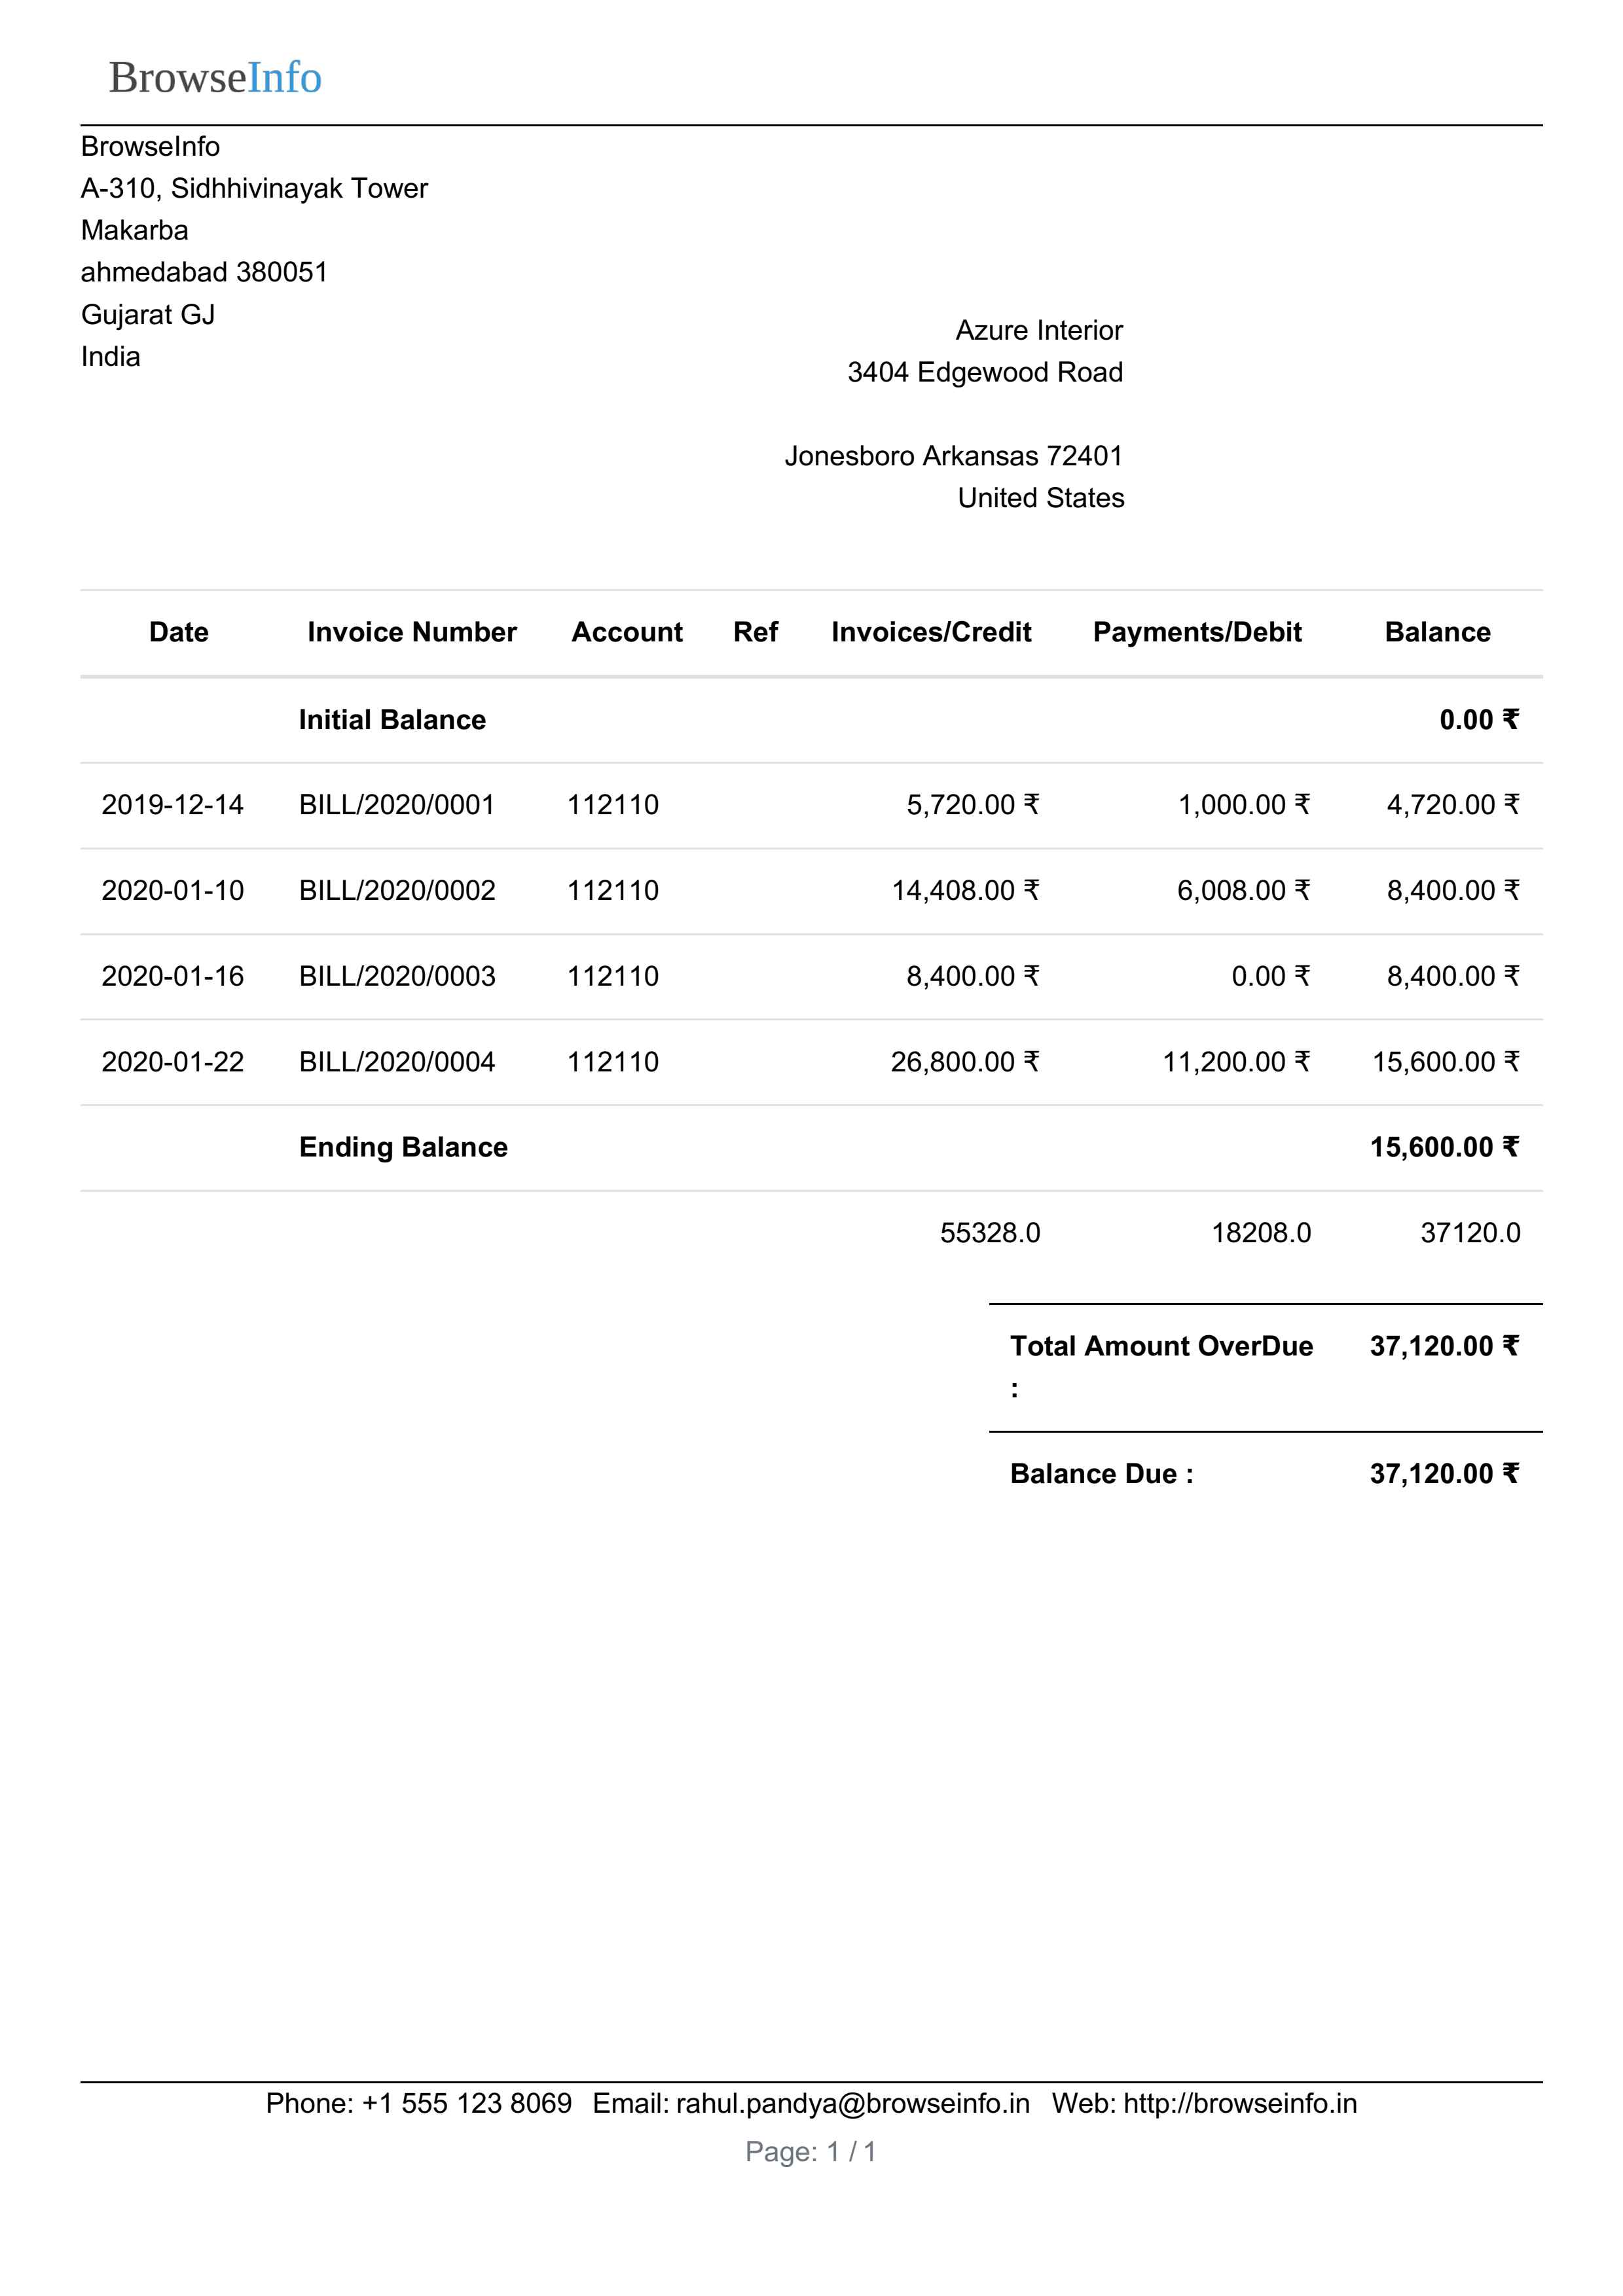 BrowseInfo
BrowseInfo
A-310, Sidhhivinayak Tower
Makarba
ahmedabad 380051
Gujarat GJ
India
Azure Interior
3404 Edgewood Road
Jonesboro Arkansas 72401
United States
Date Invoice Number Account Ref Invoices/Credit Payments/Debit Balance
Initial Balance 0.00 ₹
2019-12-14 BILL/2020/0001 112110 5,720.00 ₹ 1,000.00 ₹ 4,720.00 ₹
2020-01-10 BILL/2020/0002 112110 14,408.00 ₹ 6,008.00 ₹ 8,400.00 ₹
2020-01-16 BILL/2020/0003 112110 8,400.00 ₹ 0.00 ₹ 8,400.00 ₹
2020-01-22 BILL/2020/0004 112110 26,800.00 ₹ 11,200.00 ₹ 15,600.00 ₹
Ending Balance 15,600.00 ₹
55328.0 18208.0 37120.0
Total Amount OverDue 37,120.00 ₹
:
Balance Due : 37,120.00 ₹
Phone: +1 555 123 8069 Email: rahul.pandya@browseinfo.in Web: http://browseinfo.in
Page: 1 / 1